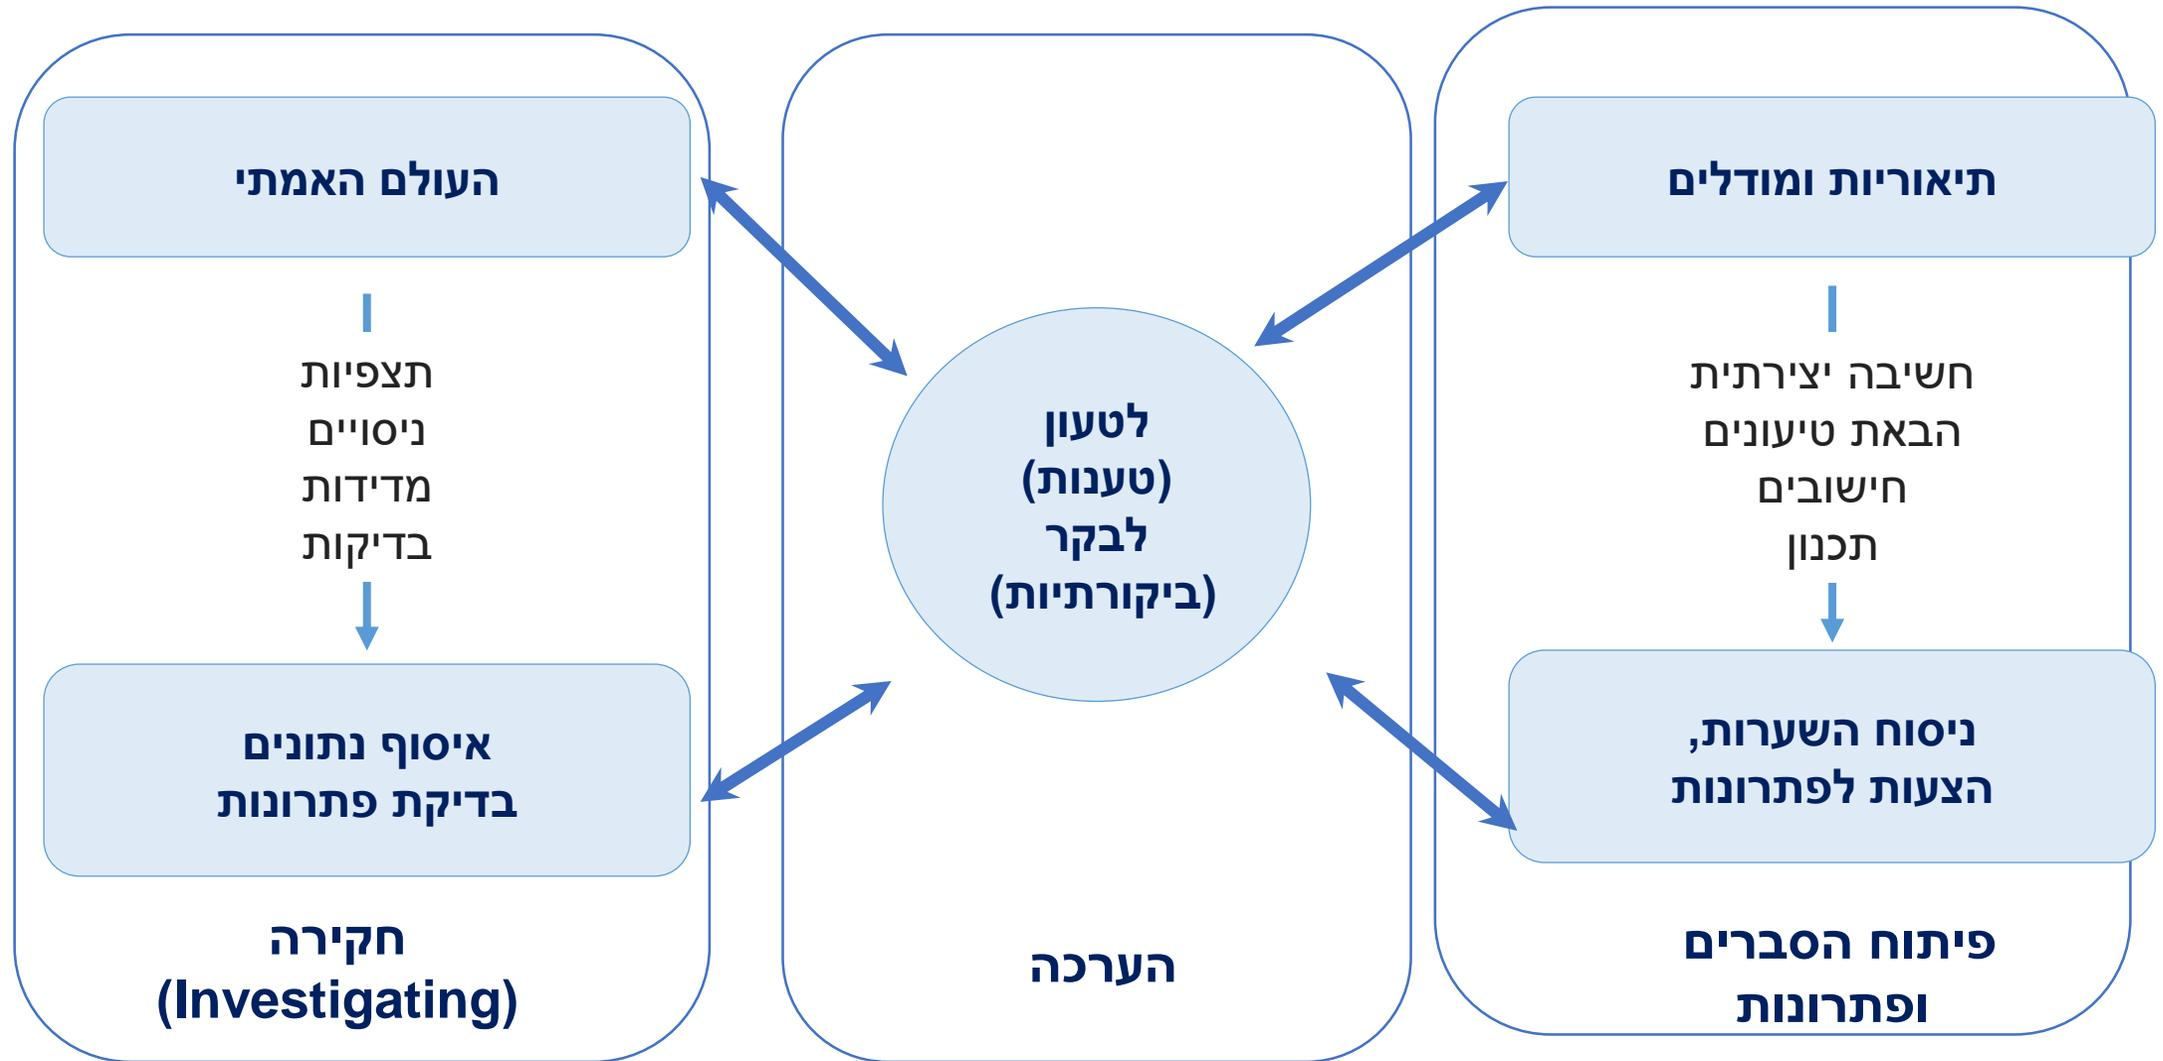 תיאוריות ומודלים
חשיבה יצירתית
הבאת טיעונים
חישובים
תכנון
ניסוח השערות,
הצעות לפתרונות
פיתוח הסברים
ופתרונות
לטעון
(טענות)
לבקר
(ביקורתיות)
הערכה
העולם האמתי
תצפיות
ניסויים
מדידות
בדיקות
איסוף נתונים
בדיקת פתרונות
חקירה
(Investigating)